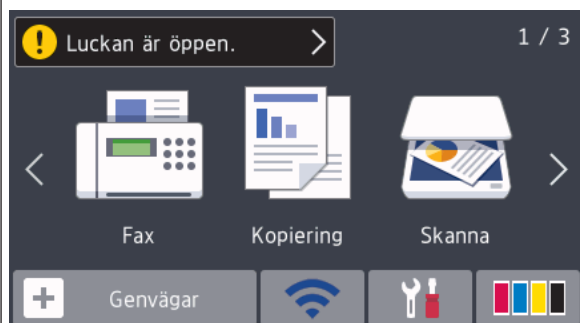 Luckan är öppen.
1 / 3
Fax
Kopiering
Skanna
Genvägar